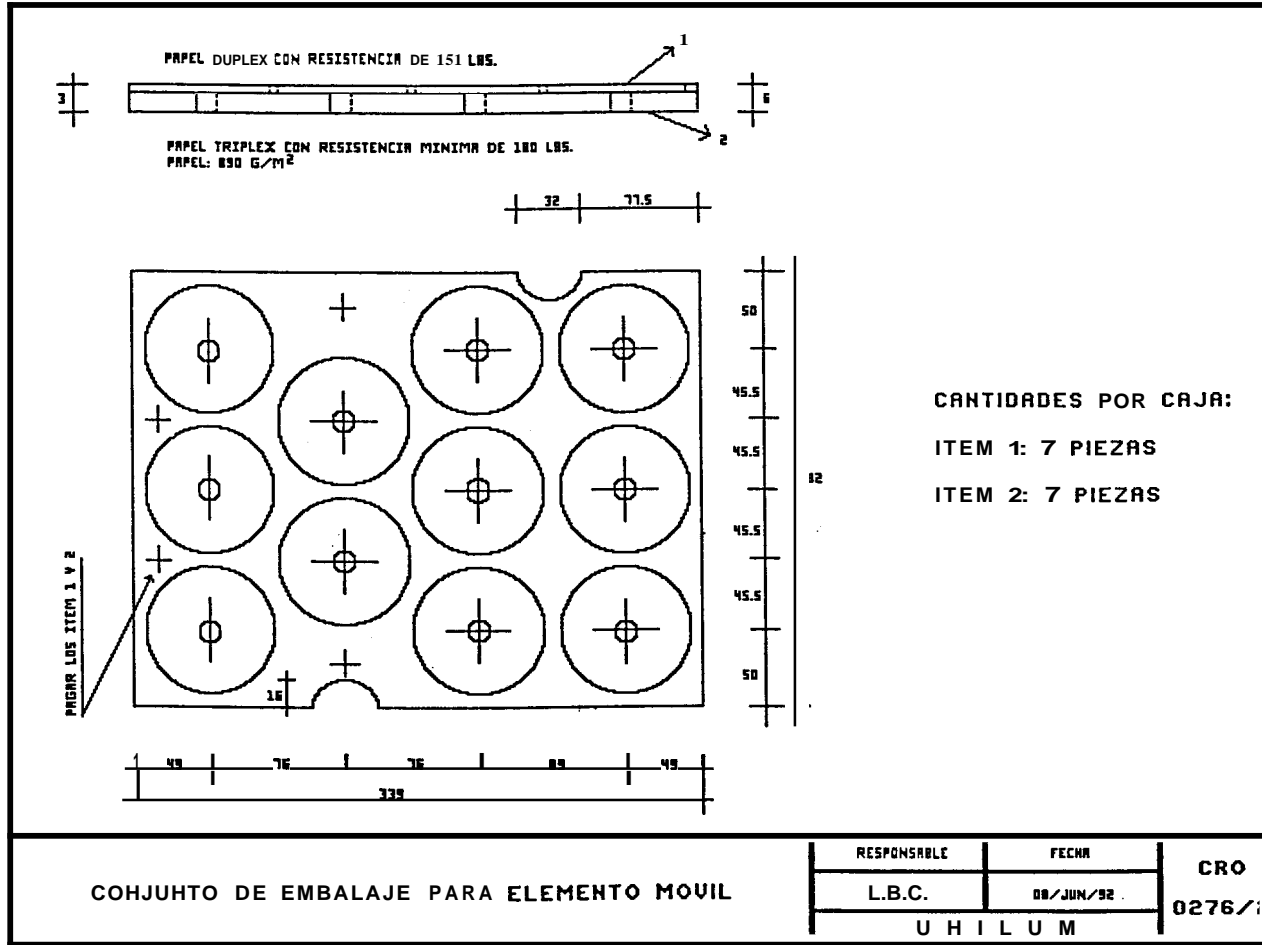 PAPEL DUPLEX CON RESISTENCIA DE 151 LBS.
1
2
PAPEL TRIPLEX CON RESISTENCIA MINIMA DE 180 LBS.
PAPEL: 890 G/M²
32
77.5
50
45.5
45.5
45.5
45.5
50
CANTIDADES POR CAJA:
ITEM 1: 7 PIEZAS
ITEM 2: 7 PIEZAS
PAGAR LOS ITEM 1 Y 2
16
49
76
76
89
49
339
COHJUHTO DE EMBALAJE PARA ELEMENTO MOVIL
RESPONSABLE
FECHA
L.B.C.
08/JUN/92
UHILUM
CRO
0276/